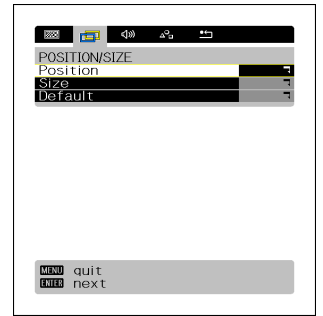 POSITION/SIZE
Position
Size
Default
MENU quit
ENTER next